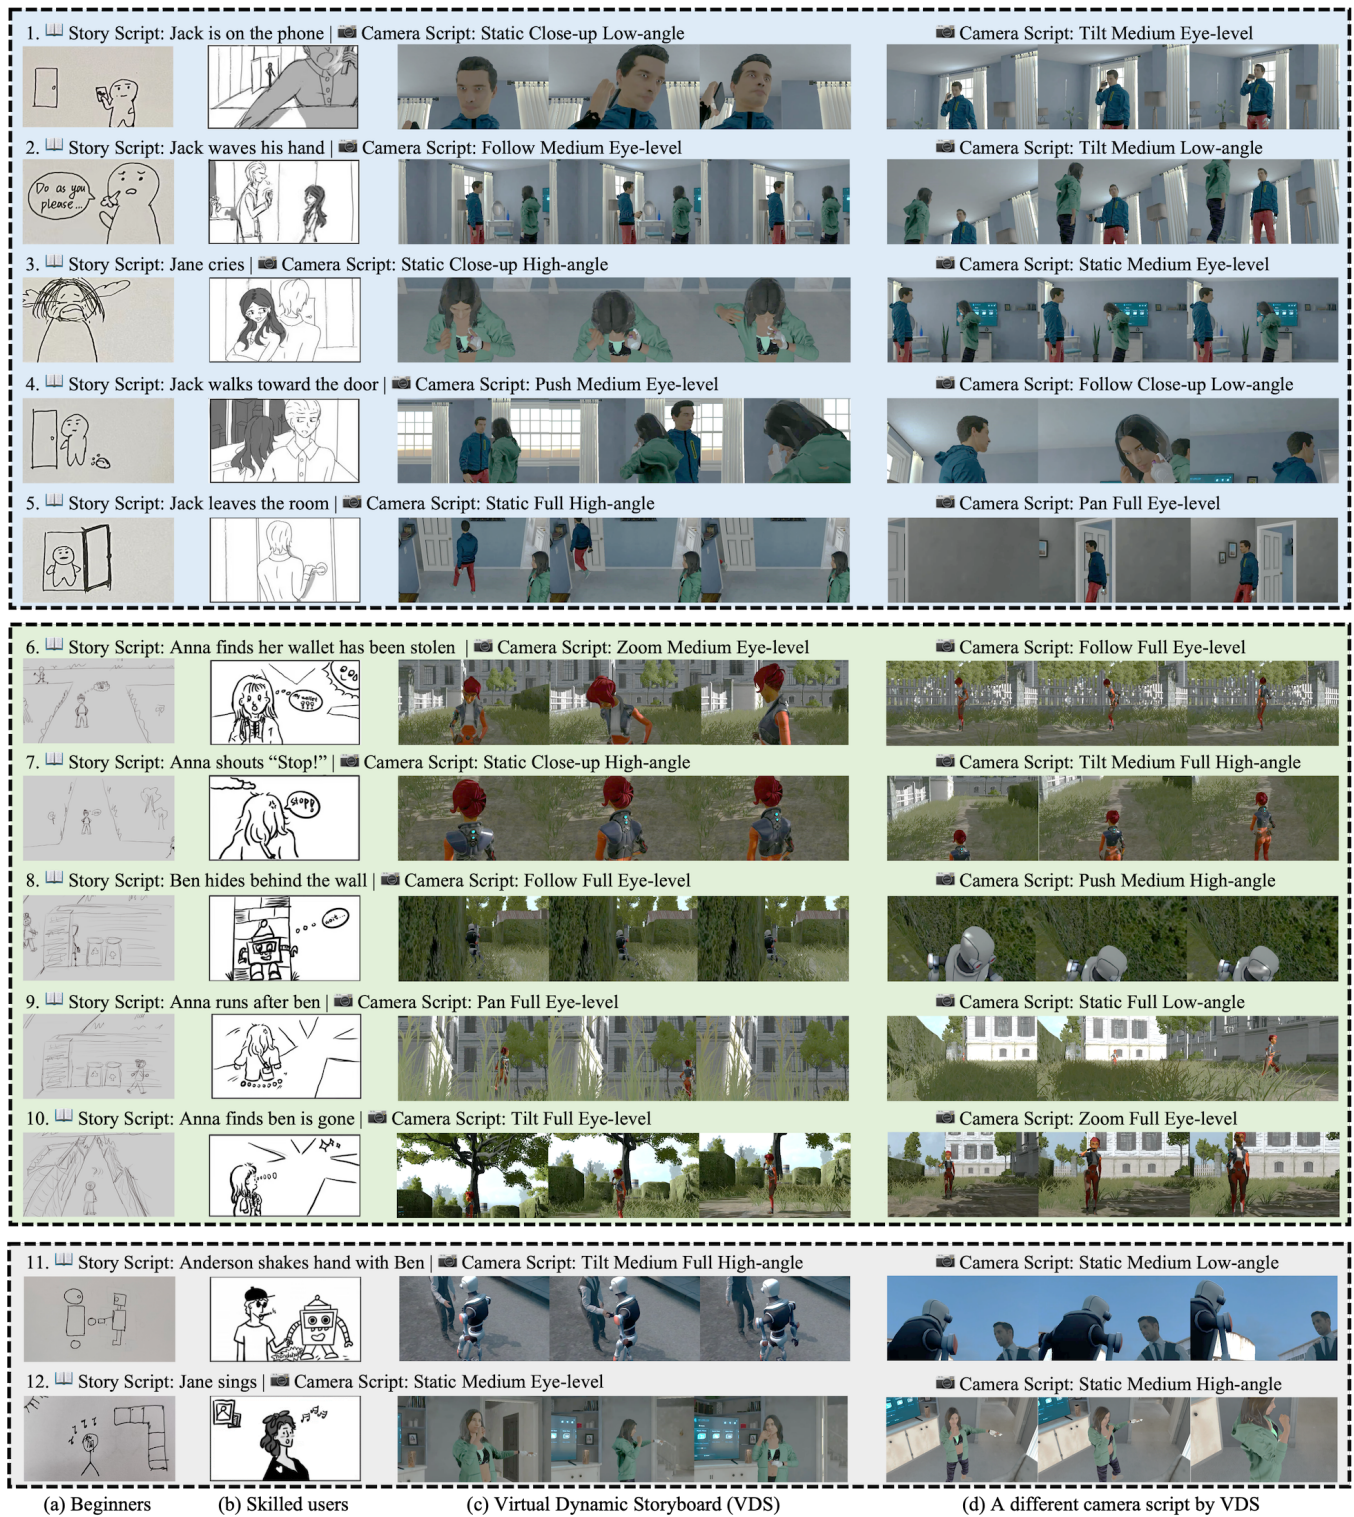 1. 📖 Story Script: Jack is on the phone | 📷 Camera Script: Static Close-up Low-angle
📷 Camera Script: Tilt Medium Eye-level
2. 📖 Story Script: Jack waves his hand | 📷 Camera Script: Follow Medium Eye-level
📷 Camera Script: Tilt Medium Low-angle
Do as you
please...
3. 📖 Story Script: Jane cries | 📷 Camera Script: Static Close-up High-angle
📷 Camera Script: Static Medium Eye-level
4. 📖 Story Script: Jack walks toward the door | 📷 Camera Script: Push Medium Eye-level
📷 Camera Script: Follow Close-up Low-angle
5. 📖 Story Script: Jack leaves the room | 📷 Camera Script: Static Full High-angle
📷 Camera Script: Pan Full Eye-level
6. 📖 Story Script: Anna finds her wallet has been stolen | 📷 Camera Script: Zoom Medium Eye-level
📷 Camera Script: Follow Full Eye-level
My wallet
???
7. 📖 Story Script: Anna shouts “Stop!” | 📷 Camera Script: Static Close-up High-angle
📷 Camera Script: Tilt Medium Full High-angle
Stop!
8. 📖 Story Script: Ben hides behind the wall | 📷 Camera Script: Follow Full Eye-level
📷 Camera Script: Push Medium High-angle
9. 📖 Story Script: Anna runs after ben | 📷 Camera Script: Pan Full Eye-level
📷 Camera Script: Static Full Low-angle
10. 📖 Story Script: Anna finds ben is gone | 📷 Camera Script: Tilt Full Eye-level
📷 Camera Script: Zoom Full Eye-level
11. 📖 Story Script: Anderson shakes hand with Ben | 📷 Camera Script: Tilt Medium Full High-angle
📷 Camera Script: Static Medium Low-angle
12. 📖 Story Script: Jane sings | 📷 Camera Script: Static Medium Eye-level
📷 Camera Script: Static Medium High-angle
(a) Beginners
(b) Skilled users
(c) Virtual Dynamic Storyboard (VDS)
(d) A different camera script by VDS